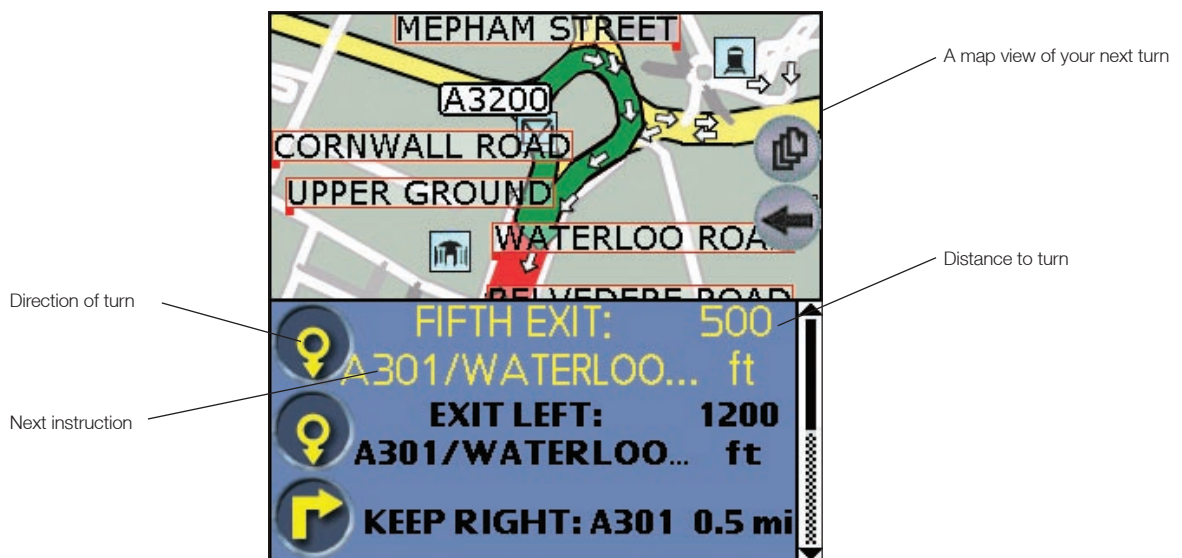 MEPHAM STREET
A map view of your next turn
A3200
CORNWALL ROAD
UPPER GROUND
WATERLOO ROA
Distance to turn
BELVEDERE ROAD
Direction of turn
FIFTH EXIT: 500
A301/WATERLOO... ft
Next instruction
EXIT LEFT: 1200
A301/WATERLOO... ft
KEEP RIGHT: A301 0.5 mi